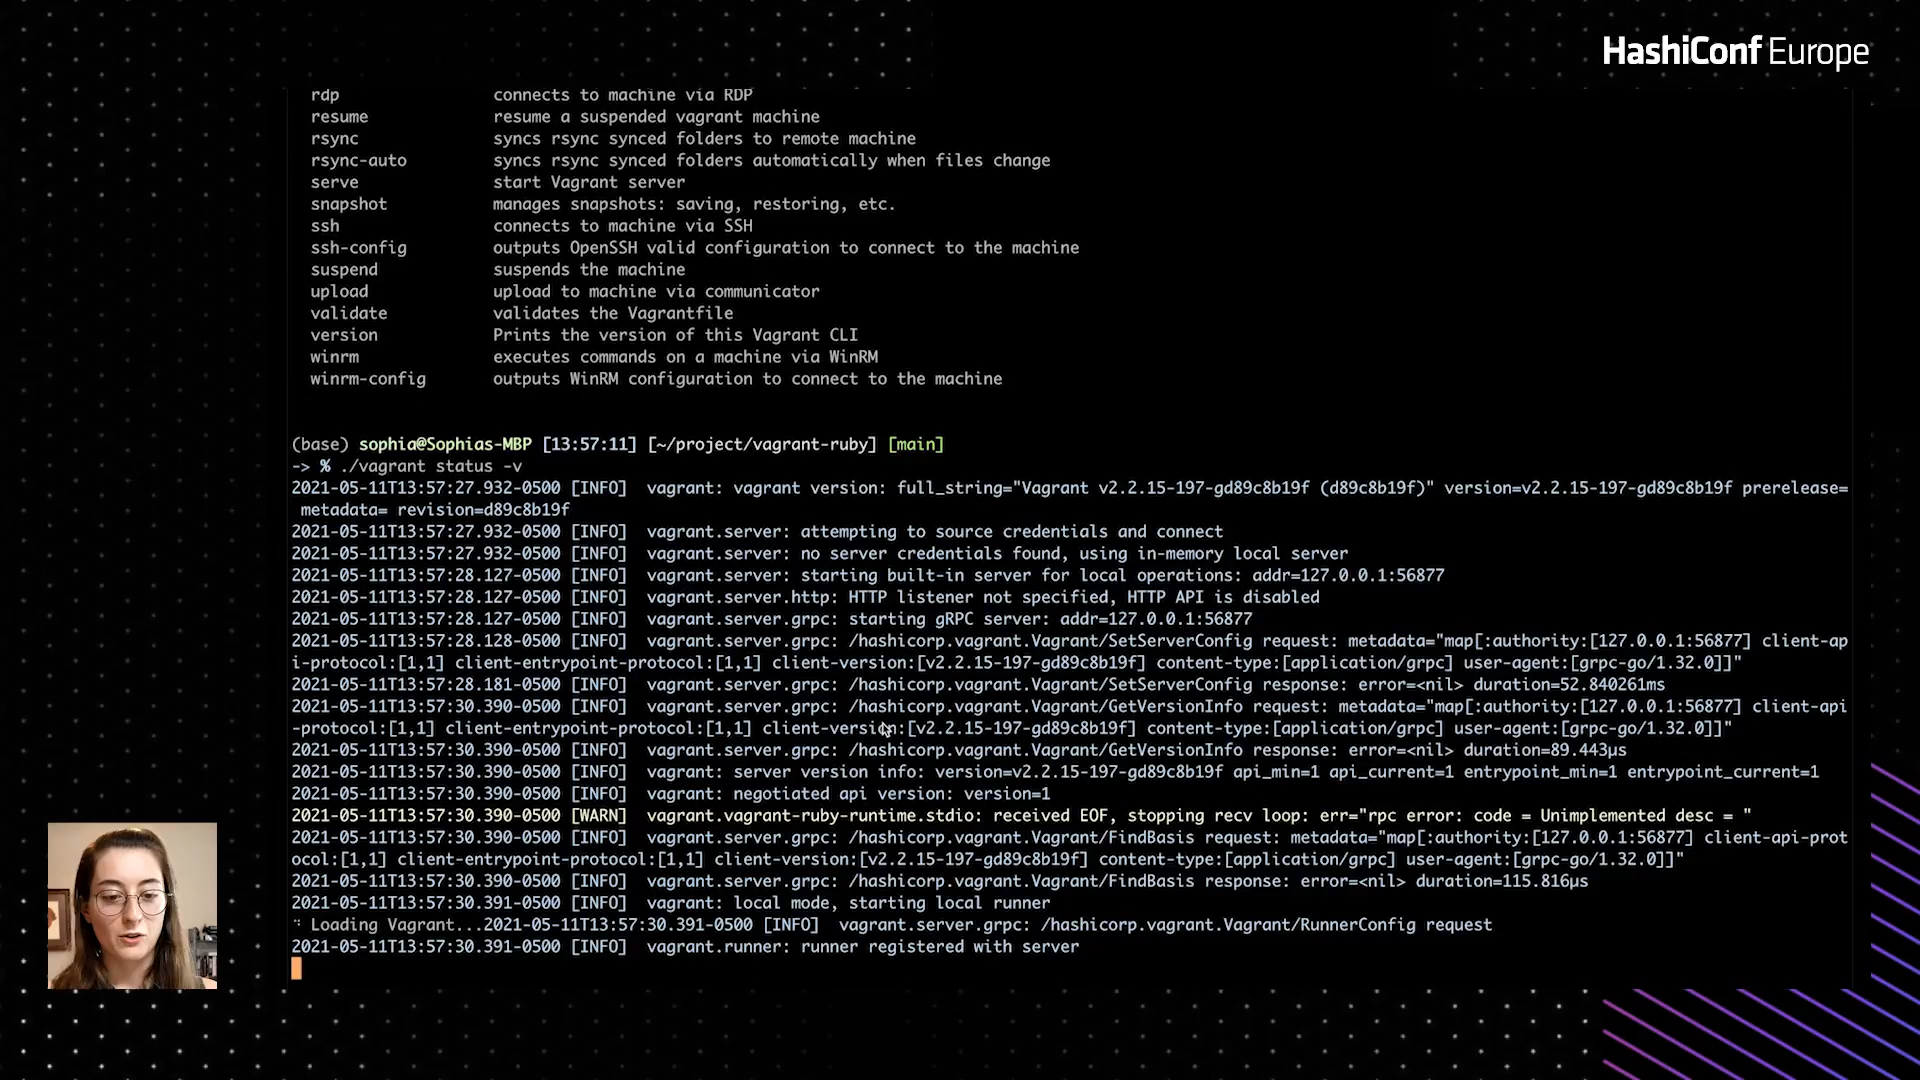 HashiConf Europe
rdp connects to machine via RDP
resume resume a suspended vagrant machine
rsync syncs rsync synced folders to remote machine
rsync-auto syncs rsync synced folders automatically when files change
serve start Vagrant server
snapshot manages snapshots: saving, restoring, etc.
ssh connects to machine via SSH
ssh-config outputs OpenSSH valid configuration to connect to the machine
suspend suspends the machine
upload upload to machine via communicator
validate validates the Vagrantfile
version Prints the version of this Vagrant CLI
winrm executes commands on a machine via WinRM
winrm-config outputs WinRM configuration to connect to the machine
(base) sophia@Sophias-MBP [13:57:11] [~/project/vagrant-ruby] [main]
-> % ./vagrant status -v
2021-05-11T13:57:27.932-0500 [INFO] vagrant: vagrant version: full_string="Vagrant v2.2.15-197-gd89c8b19f (d89c8b19f)" version=v2.2.15-197-gd89c8b19f prerelease=
metadata= revision=d89c8b19f
2021-05-11T13:57:27.932-0500 [INFO] vagrant.server: attempting to source credentials and connect
2021-05-11T13:57:27.932-0500 [INFO] vagrant.server: no server credentials found, using in-memory local server
2021-05-11T13:57:28.127-0500 [INFO] vagrant.server: starting built-in server for local operations: addr=127.0.0.1:56877
2021-05-11T13:57:28.127-0500 [INFO] vagrant.server.http: HTTP listener not specified, HTTP API is disabled
2021-05-11T13:57:28.127-0500 [INFO] vagrant.server.grpc: starting gRPC server: addr=127.0.0.1:56877
2021-05-11T13:57:28.128-0500 [INFO] vagrant.server.grpc: /hashicorp.vagrant.Vagrant/SetServerConfig request: metadata="map[:authority:[127.0.0.1:56877] client-ap
i-protocol:[1,1] client-entrypoint-protocol:[1,1] client-version:[v2.2.15-197-gd89c8b19f] content-type:[application/grpc] user-agent:[grpc-go/1.32.0]]"
2021-05-11T13:57:28.181-0500 [INFO] vagrant.server.grpc: /hashicorp.vagrant.Vagrant/SetServerConfig response: error=<nil> duration=52.840261ms
2021-05-11T13:57:30.390-0500 [INFO] vagrant.server.grpc: /hashicorp.vagrant.Vagrant/GetVersionInfo request: metadata="map[:authority:[127.0.0.1:56877] client-api
-protocol:[1,1] client-entrypoint-protocol:[1,1] client-version:[v2.2.15-197-gd89c8b19f] content-type:[application/grpc] user-agent:[grpc-go/1.32.0]]"
2021-05-11T13:57:30.390-0500 [INFO] vagrant.server.grpc: /hashicorp.vagrant.Vagrant/GetVersionInfo response: error=<nil> duration=89.443µs
2021-05-11T13:57:30.390-0500 [INFO] vagrant: server version info: version=v2.2.15-197-gd89c8b19f api_min=1 api_current=1 entrypoint_min=1 entrypoint_current=1
2021-05-11T13:57:30.390-0500 [INFO] vagrant: negotiated api version: version=1
2021-05-11T13:57:30.390-0500 [WARN] vagrant.vagrant-ruby-runtime.stdio: received EOF, stopping recv loop: err="rpc error: code = Unimplemented desc = "
2021-05-11T13:57:30.390-0500 [INFO] vagrant.server.grpc: /hashicorp.vagrant.Vagrant/FindBasis request: metadata="map[:authority:[127.0.0.1:56877] client-api-prot
ocol:[1,1] client-entrypoint-protocol:[1,1] client-version:[v2.2.15-197-gd89c8b19f] content-type:[application/grpc] user-agent:[grpc-go/1.32.0]]"
2021-05-11T13:57:30.390-0500 [INFO] vagrant.server.grpc: /hashicorp.vagrant.Vagrant/FindBasis response: error=<nil> duration=115.816µs
2021-05-11T13:57:30.391-0500 [INFO] vagrant: local mode, starting local runner
Loading Vagrant...2021-05-11T13:57:30.391-0500 [INFO] vagrant.server.grpc: /hashicorp.vagrant.Vagrant/RunnerConfig request
2021-05-11T13:57:30.391-0500 [INFO] vagrant.runner: runner registered with server